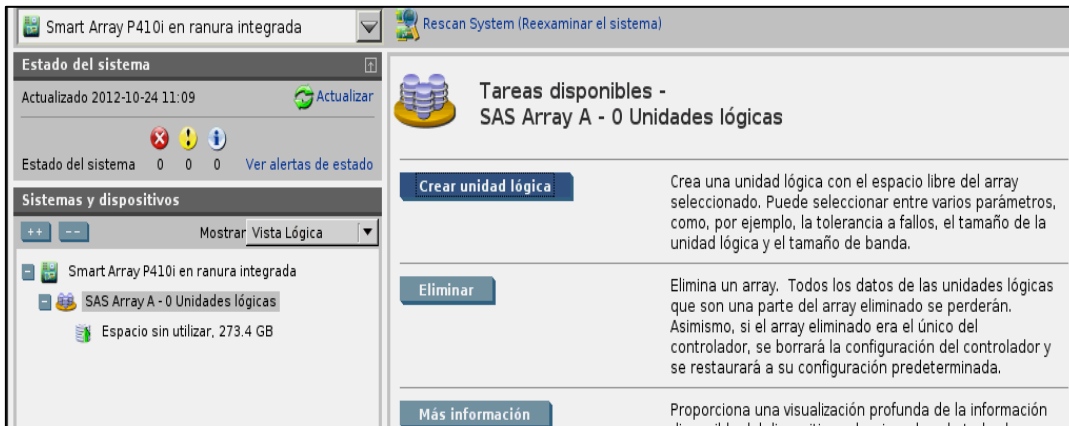 Smart Array P410i en ranura integrada
Rescan System (Reexaminar el sistema)
Estado del sistema
Actualizado 2012-10-24 11:09
Actualizar
Estado del sistema 0 0 0 Ver alertas de estado
Sistemas y dispositivos
++ -- Mostrar Vista Lógica
Smart Array P410i en ranura integrada
SAS Array A - 0 Unidades lógicas
Espacio sin utilizar, 273.4 GB
Tareas disponibles -
SAS Array A - 0 Unidades lógicas
Crear unidad lógica
Crea una unidad lógica con el espacio libre del array
seleccionado. Puede seleccionar entre varios parámetros,
como, por ejemplo, la tolerancia a fallos, el tamaño de la
unidad lógica y el tamaño de banda.
Eliminar
Elimina un array. Todos los datos de las unidades lógicas
que son una parte del array eliminado se perderán.
Asimismo, si el array eliminado era el único del
controlador, se borrará la configuración del controlador y
se restaurará a su configuración predeterminada.
Más información
Proporciona una visualización profunda de la información